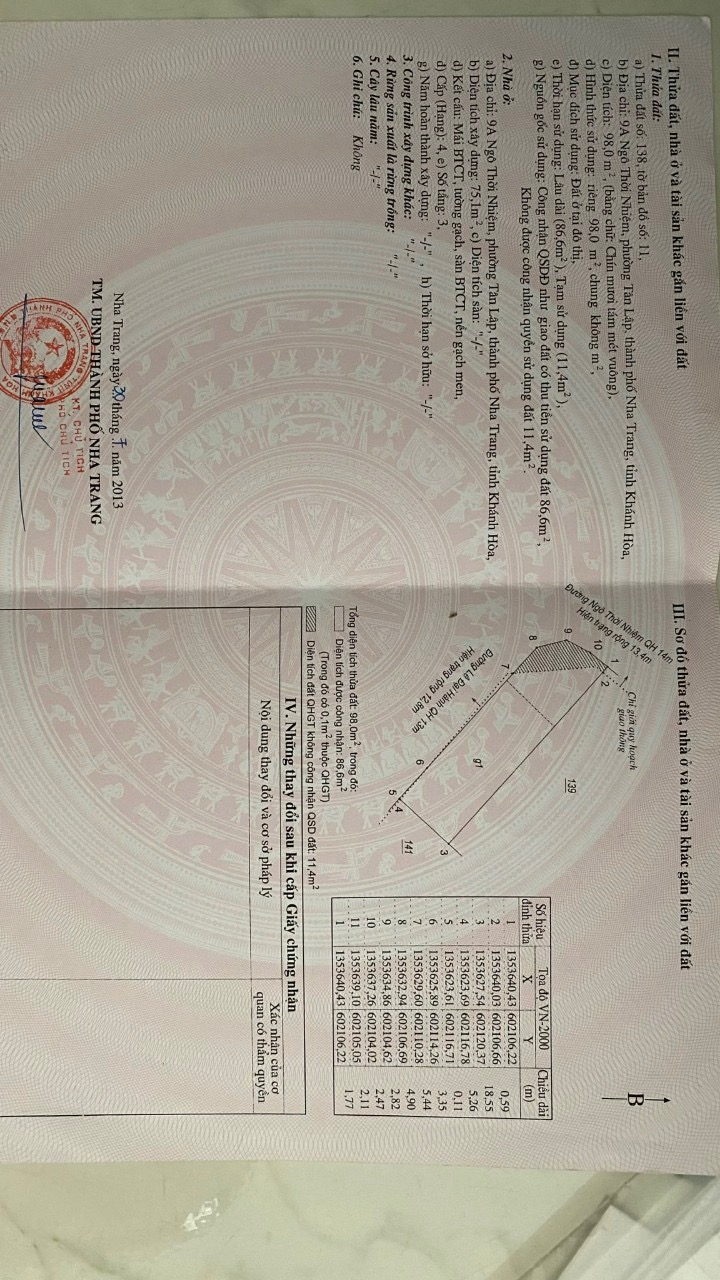 II. Thửa đất, nhà ở và tài sản khác gắn liền với đất
1. Thửa đất:
a) Thửa đất số: 138, tờ bản đồ số: 11,
b) Địa chỉ: 9A Ngô Thời Nhiệm, phường Tân Lập, thành phố Nha Trang, tỉnh Khánh Hòa,
c) Diện tích: 98,0 m², (bằng chữ: Chín mươi tám mét vuông),
d) Hình thức sử dụng: riêng 98,0 m², chung không m²,
đ) Mục đích sử dụng: Đất ở tại đô thị,
e) Thời hạn sử dụng: Lâu dài (86,6m²), Tạm sử dụng (11,4m²),
g) Nguồn gốc sử dụng: Công nhận QSDĐ như giao đất có thu tiền sử dụng đất 86,6m²,
Không được công nhận quyền sử dụng đất 11,4m².
2. Nhà ở:
a) Địa chỉ: 9A Ngô Thời Nhiệm, phường Tân Lập, thành phố Nha Trang, tỉnh Khánh Hòa,
b) Diện tích xây dựng: 75,1m², c) Diện tích sàn: "-/-"
d) Kết cấu: Mái BTCT, tường gạch, sàn BTCT, nền gạch men,
đ) Cấp (Hạng): 4, e) Số tầng: 3,
g) Năm hoàn thành xây dựng: "-/-" , h) Thời hạn sở hữu: "-/-"
3. Công trình xây dựng khác: "-/-"
4. Rừng sản xuất là rừng trồng: "-/-"
5. Cây lâu năm: "-/-"
6. Ghi chú: Không
Nha Trang, ngày 30 tháng 7 năm 2013
TM. UBND THÀNH PHỐ NHA TRANG
KT. CHỦ TỊCH
PHÓ CHỦ TỊCH
III. Sơ đồ thửa đất, nhà ở và tài sản khác gắn liền với đất
B
Đường Ngô Thời Nhiệm QH 14m
Hiện trạng rộng 13,4m
Chỉ giới quy hoạch
giao thông
Đường Lê Đại Hành QH 13m
Hiện trạng rộng 12,8m
139
141
g1
1
2
3
4
5
6
7
8
9
10
Số hiệu đỉnh thửa Tọa độ VN-2000 Chiều dài (m)
X Y
1 1353640,43 602106,22
0,59
2 1353640,03 602106,66
18,55
3 1353627,54 602120,37
5,26
4 1353623,69 602116,78
0,11
5 1353623,61 602116,71
3,35
6 1353625,89 602114,26
5,44
7 1353629,60 602110,28
4,90
8 1353632,94 602106,69
2,82
9 1353634,86 602104,62
2,47
10 1353637,26 602104,02
2,11
11 1353639,10 602105,05
1,77
1 1353640,43 602106,22
Tổng diện tích thửa đất: 98,0m², trong đó:
Diện tích được công nhận: 86,6m²
(Trong đó có 0,1m² thuộc QHGT)
Diện tích đất QHGT không công nhận QSD đất: 11,4m²
IV. Những thay đổi sau khi cấp Giấy chứng nhận
Nội dung thay đổi và cơ sở pháp lý
Xác nhận của cơ
quan có thẩm quyền